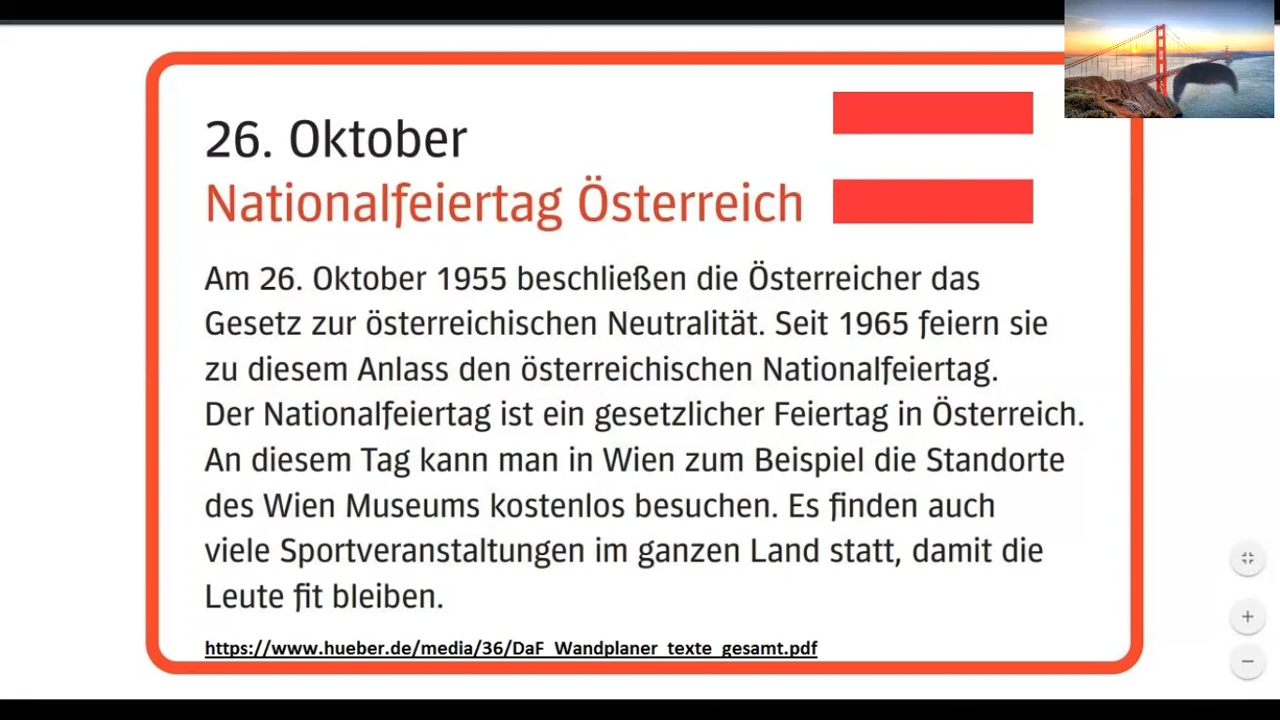 26. Oktober
Nationalfeiertag Österreich
Am 26. Oktober 1955 beschließen die Österreicher das
Gesetz zur österreichischen Neutralität. Seit 1965 feiern sie
zu diesem Anlass den österreichischen Nationalfeiertag.
Der Nationalfeiertag ist ein gesetzlicher Feiertag in Österreich.
An diesem Tag kann man in Wien zum Beispiel die Standorte
des Wien Museums kostenlos besuchen. Es finden auch
viele Sportveranstaltungen im ganzen Land statt, damit die
Leute fit bleiben.
https://www.hueber.de/media/36/DaF_Wandplaner_texte_gesamt.pdf